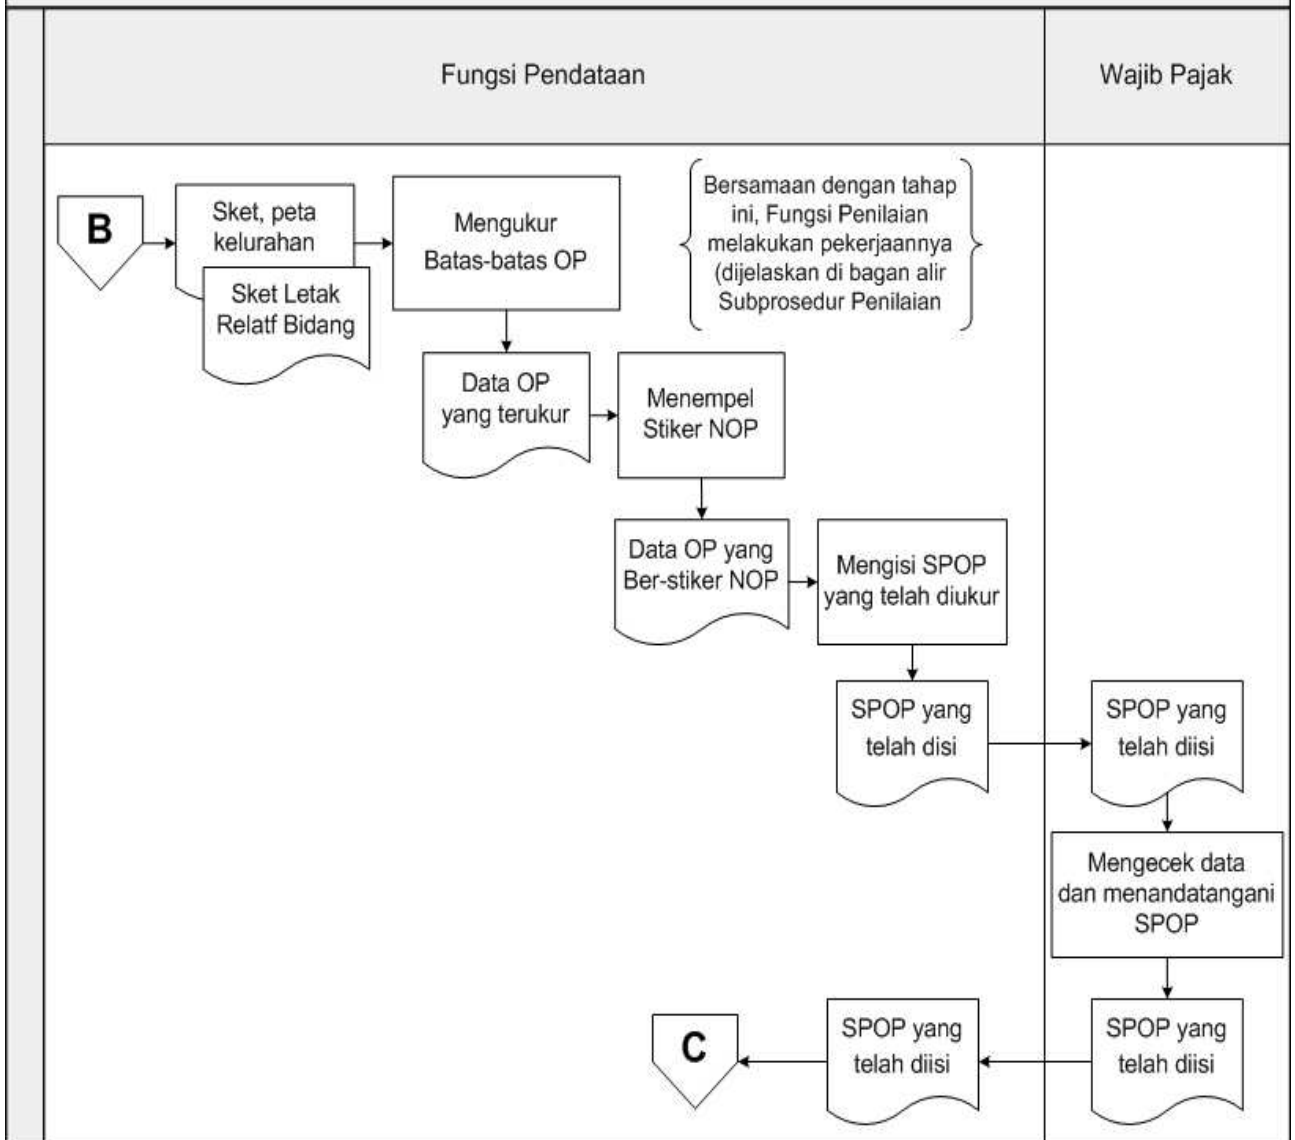 Fungsi Pendataan
Wajib Pajak
B
Sket, peta
kelurahan
Sket Letak
Relatf Bidang
Mengukur
Batas-batas OP
Bersamaan dengan tahap
ini, Fungsi Penilaian
melakukan pekerjaannya
(dijelaskan di bagan alir
Subprosedur Penilaian
Data OP
yang terukur
Menempel
Stiker NOP
Data OP yang
Ber-stiker NOP
Mengisi SPOP
yang telah diukur
SPOP yang
telah disi
SPOP yang
telah diisi
Mengecek data
dan menandatangani
SPOP
C
SPOP yang
telah diisi
SPOP yang
telah diisi